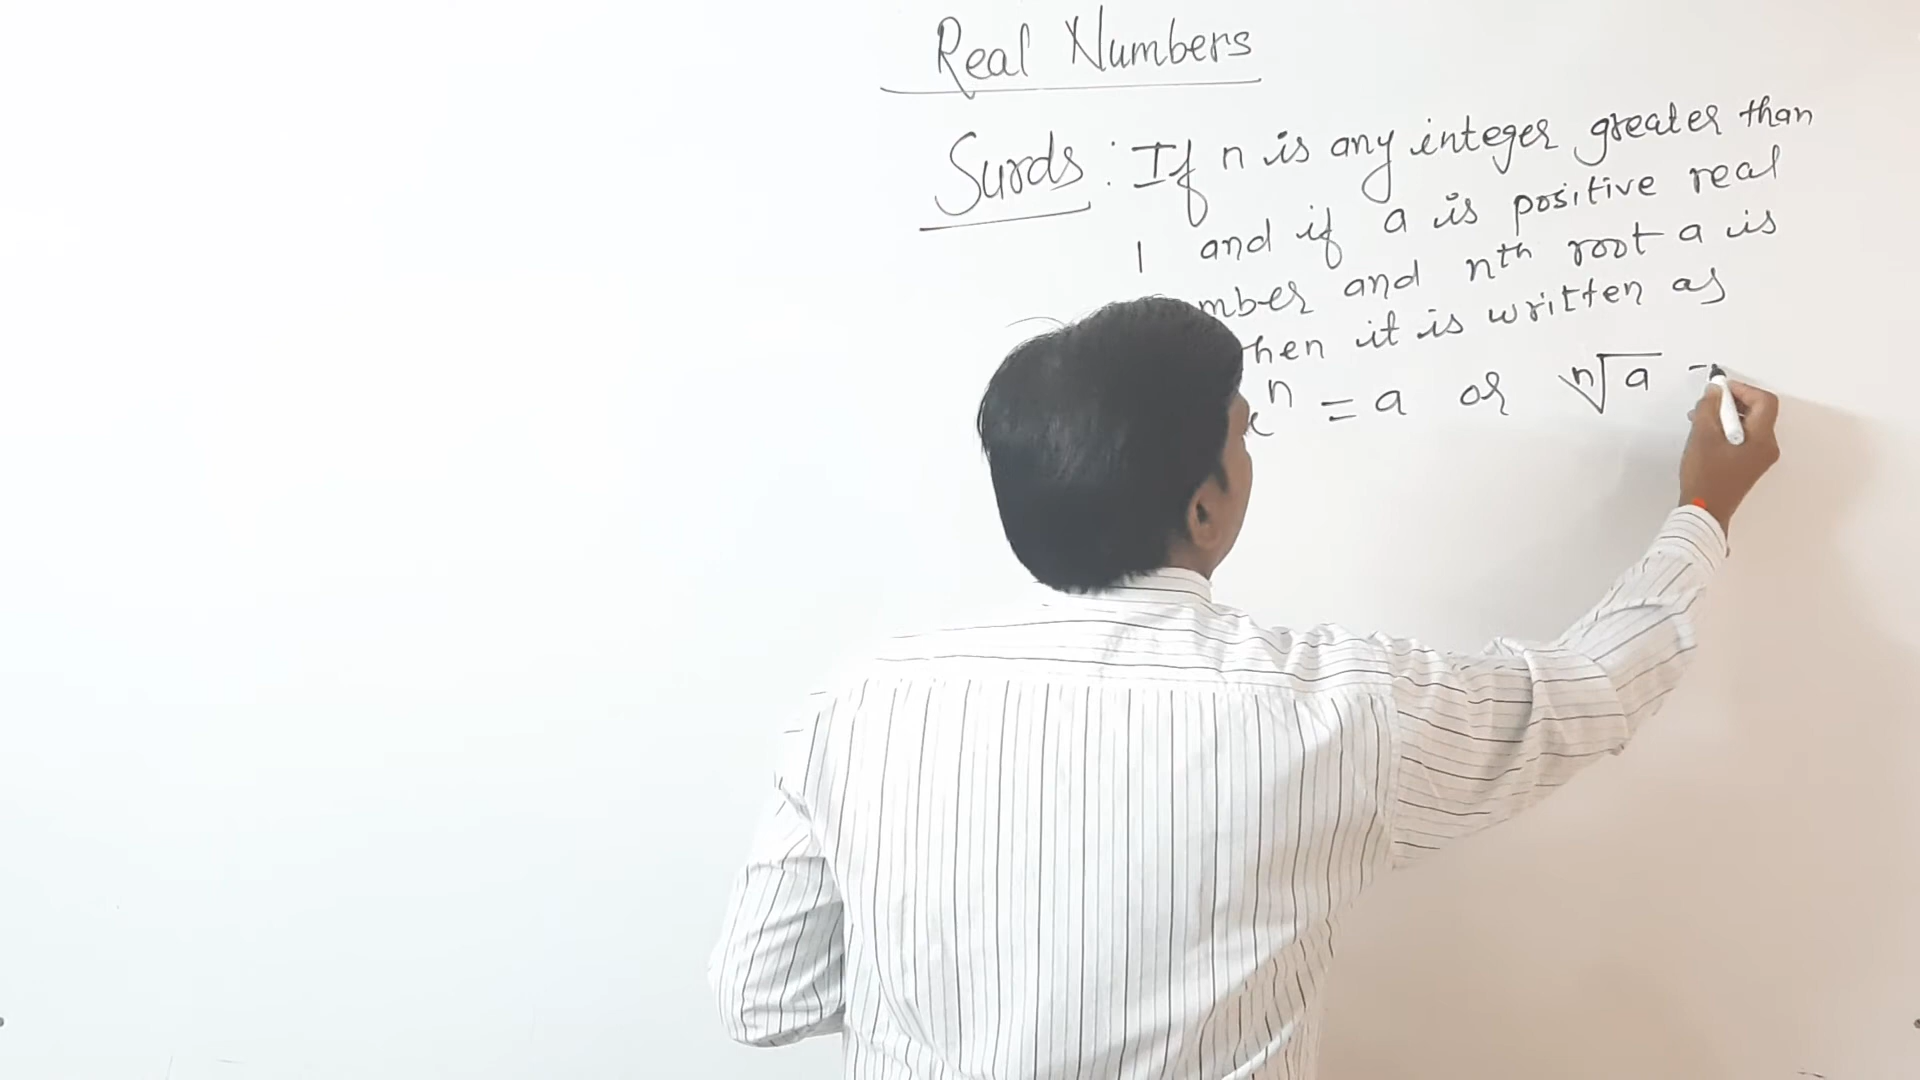 Real Numbers
Surds : If n is any integer greater than
1 and if a is positive real
mber and nth root a is
hen it is written as
n = a or ⁿ√a =